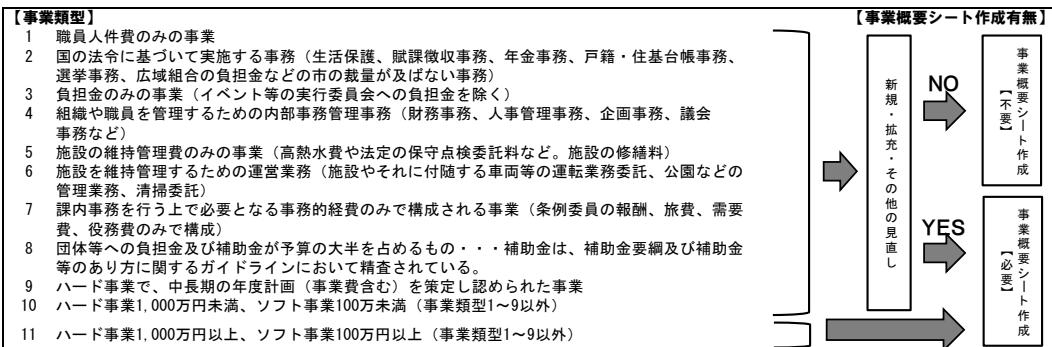 【事業類型】
【事業概要シート作成有無】
1 職員人件費のみの事業
2 国の法令に基づいて実施する事務（生活保護、賦課徴収事務、年金事務、戸籍・住基台帳事務、
選挙事務、広域組合の負担金などの市の裁量が及ばない事務）
3 負担金のみの事業（イベント等の実行委員会への負担金を除く）
4 組織や職員を管理するための内部事務管理事務（財務事務、人事管理事務、企画事務、議会
事務など）
5 施設の維持管理費のみの事業（高熱水費や法定の保守点検委託料など。施設の修繕料）
6 施設を維持管理するための運営業務（施設やそれに付随する車両等の運転業務委託、公園などの
管理業務、清掃委託）
7 課内事務を行う上で必要となる事務的経費のみで構成される事業（条例委員の報酬、旅費、需要
費、役務費のみで構成）
8 団体等への負担金及び補助金が予算の大半を占めるもの・・・補助金は、補助金要綱及び補助金
等のあり方に関するガイドラインにおいて精査されている。
9 ハード事業で、中長期の年度計画（事業費含む）を策定し認められた事業
10 ハード事業1,000万円未満、ソフト事業100万未満（事業類型1～9以外）
11 ハード事業1,000万円以上、ソフト事業100万円以上（事業類型1～9以外）
新規・拡充・その他の見直し
NO
事業概要シート作成
【不要】
YES
事業概要シート作成
【必要】